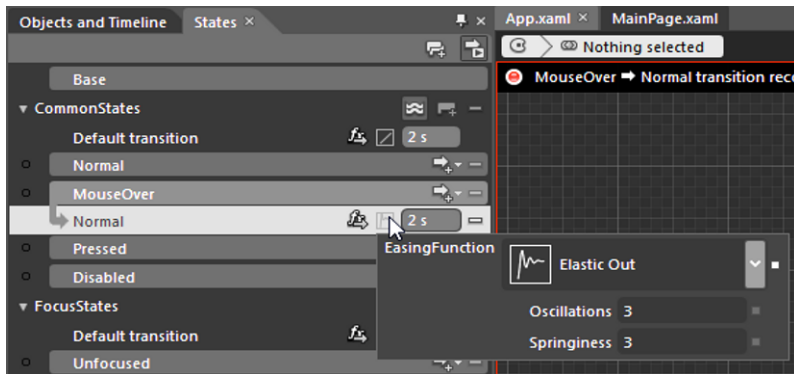 Objects and Timeline States × ×
App.xaml × MainPage.xaml
Nothing selected
Base
MouseOver ➡ Normal transition rec
CommonStates
Default transition 2 s
Normal
MouseOver
Normal 2 s
Pressed
EasingFunction
Elastic Out
Disabled
FocusStates
Oscillations 3
Default transition
Springiness 3
Unfocused